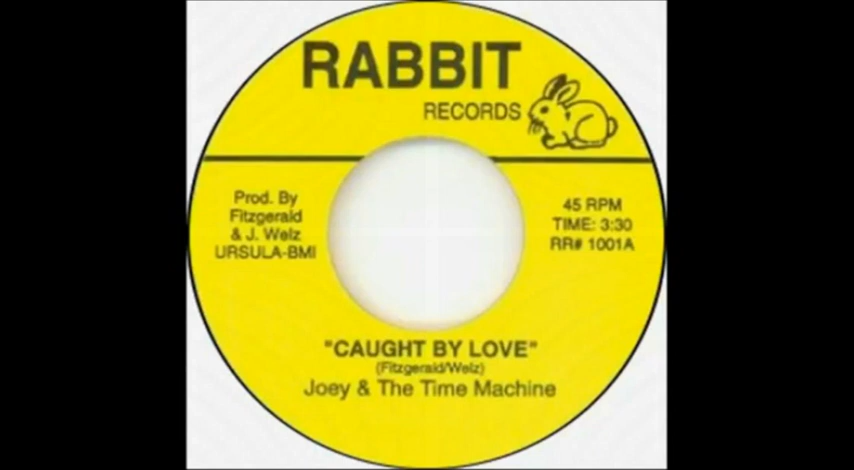 RABBIT
RECORDS
Prod. By
Fitzgerald
& J. Welz
URSULA-BMI
45 RPM
TIME: 3:30
RR# 1001A
"CAUGHT BY LOVE"
(Fitzgerald/Welz)
Joey & The Time Machine